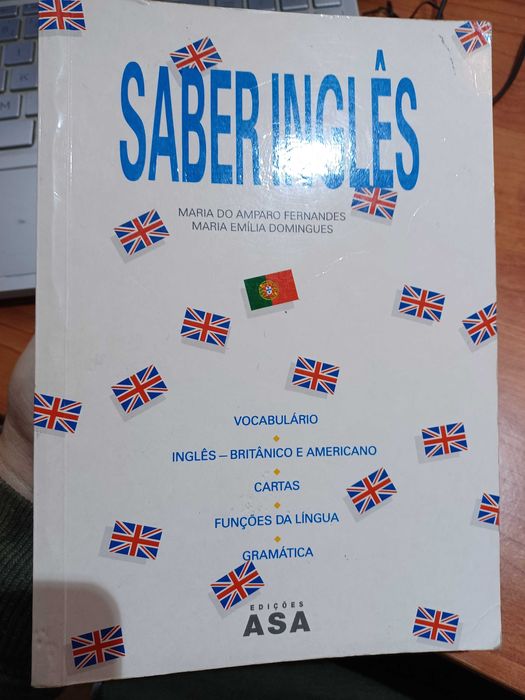 SABER INGLÊS
MARIA DO AMPARO FERNANDES
MARIA EMÍLIA DOMINGUES
VOCABULÁRIO
INGLÊS – BRITÂNICO E AMERICANO
CARTAS
FUNÇÕES DA LÍNGUA
GRAMÁTICA
EDIÇÕES
ASA